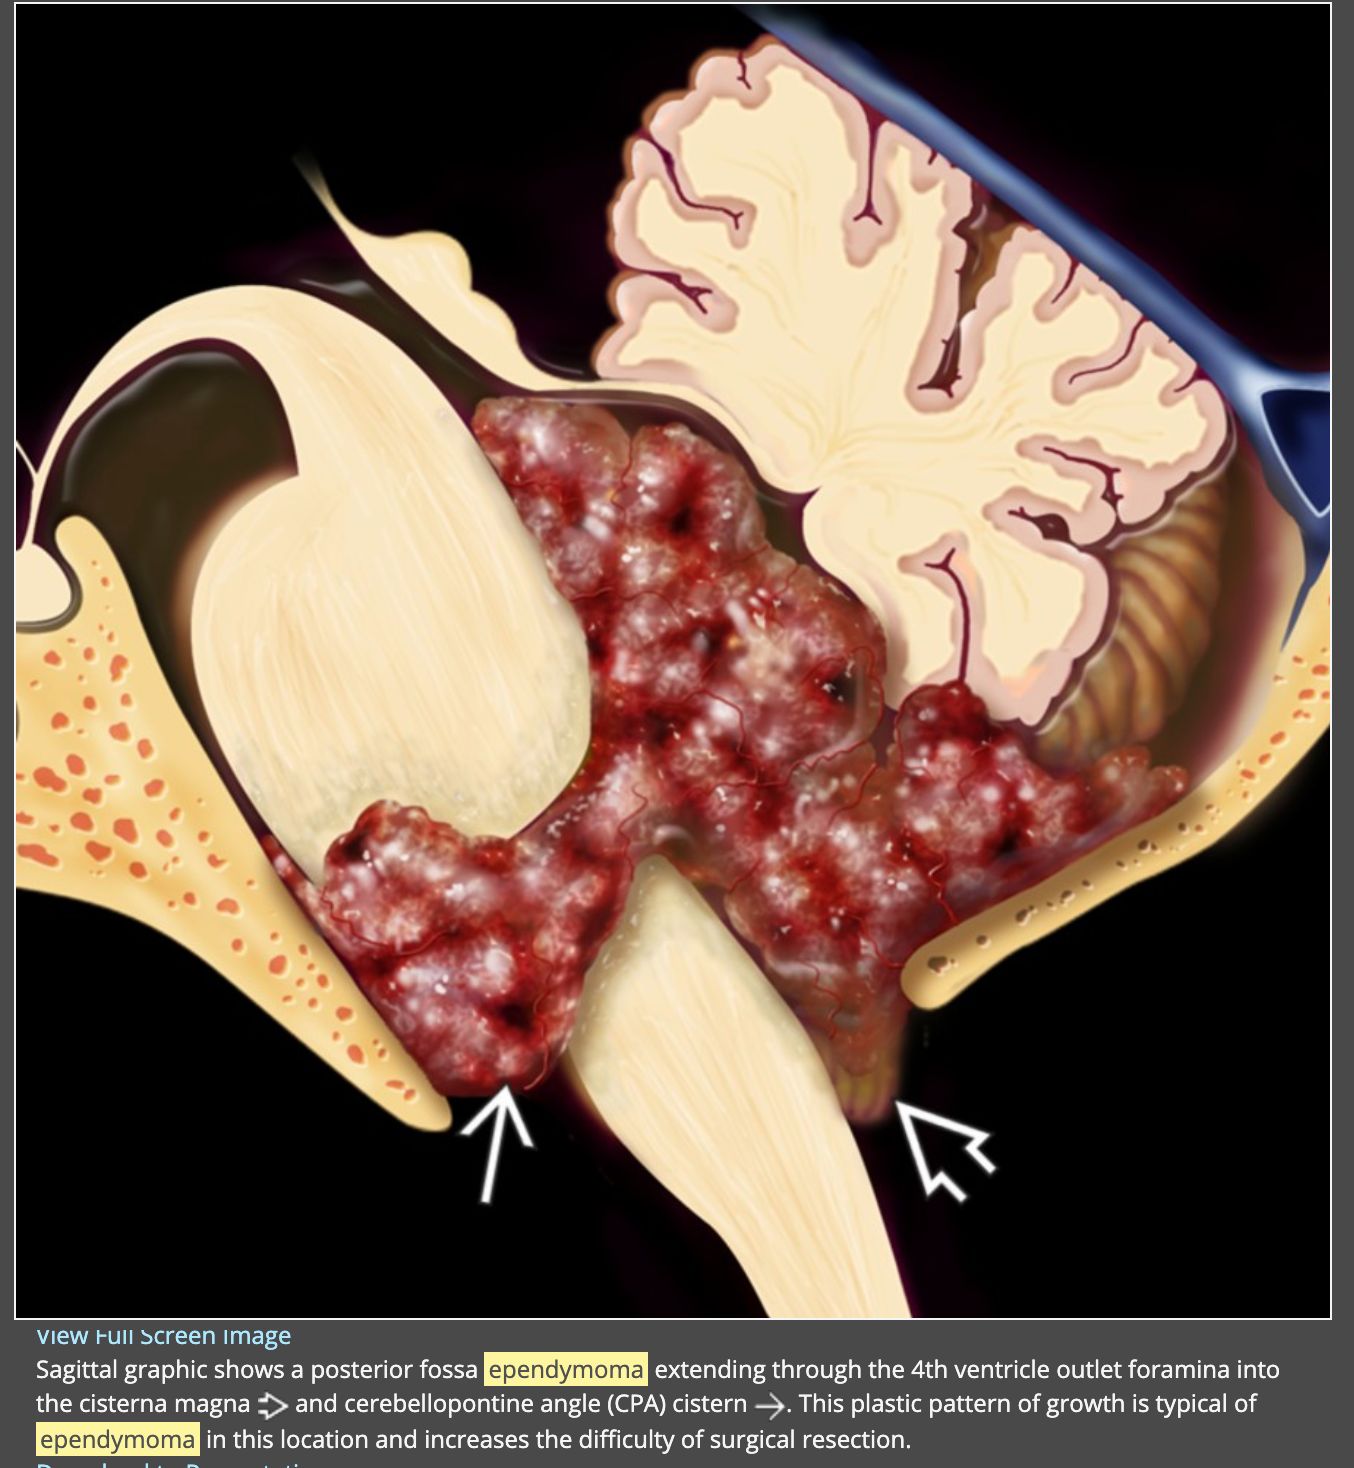 View Full Screen Image
Sagittal graphic shows a posterior fossa ependymoma extending through the 4th ventricle outlet foramina into
the cisterna magna and cerebellopontine angle (CPA) cistern . This plastic pattern of growth is typical of
ependymoma in this location and increases the difficulty of surgical resection.